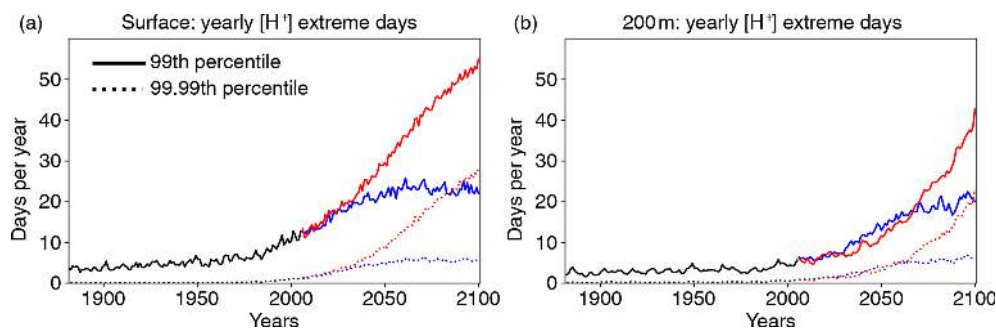 (a) Surface: yearly [H⁺] extreme days
50
40
30
20
10
0
Days per year
99th percentile
99.99th percentile
1900 1950 2000 2050 2100
Years
(b) 200 m: yearly [H⁺] extreme days
50
40
30
20
10
0
Days per year
1900 1950 2000 2050 2100
Years